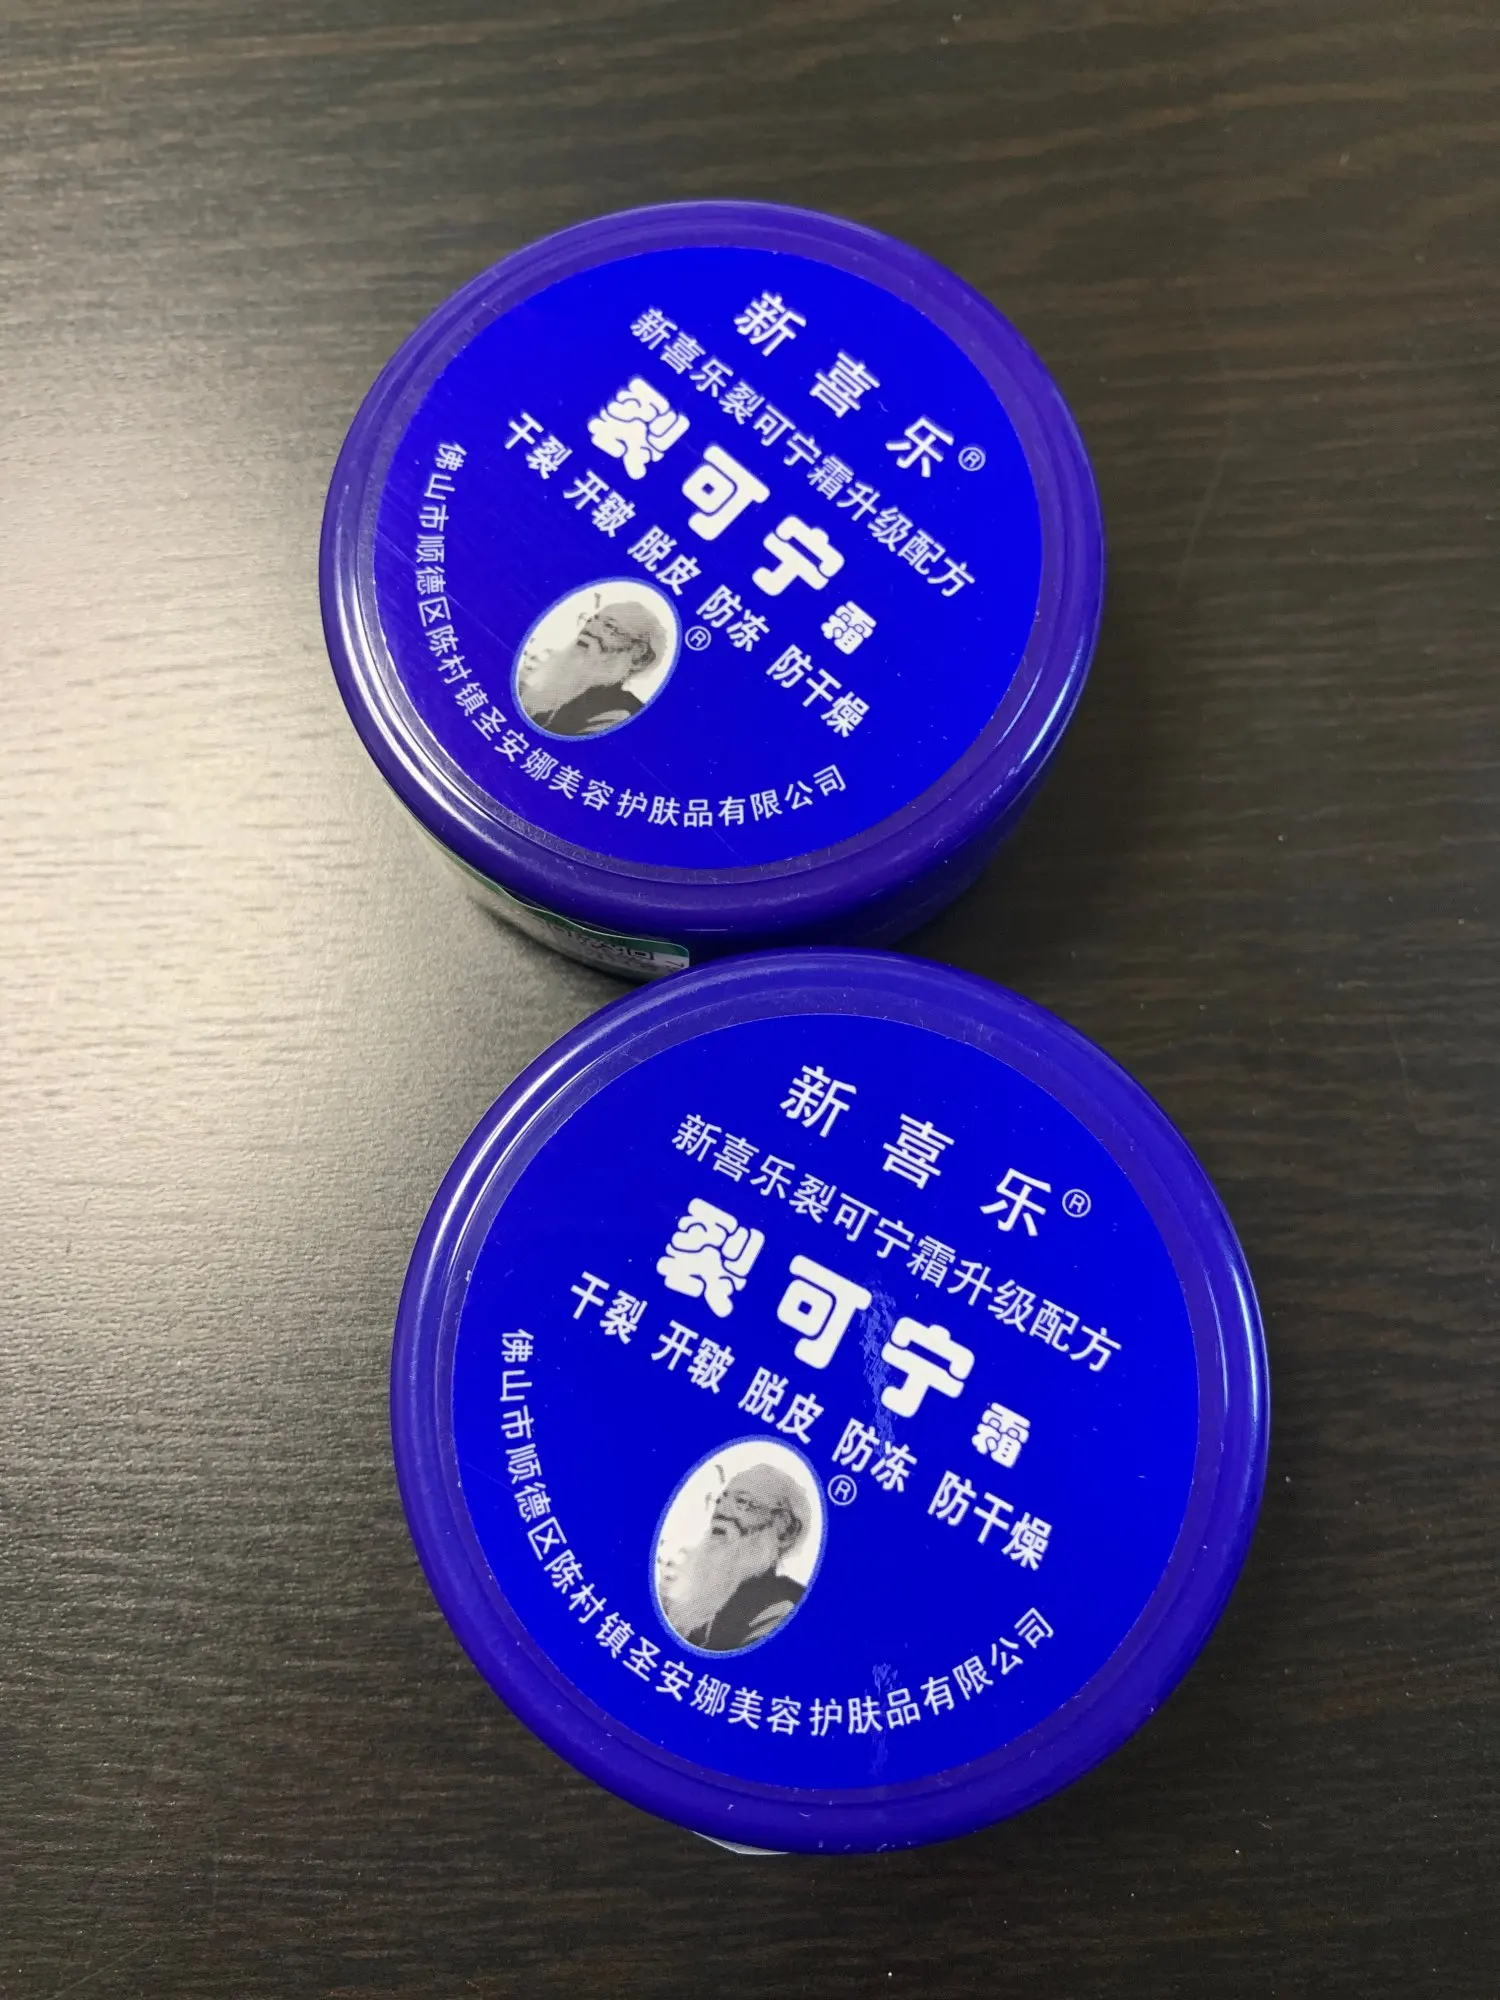 新喜乐®
新喜乐裂可宁霜升级配方
裂可宁霜
干裂 开皲 脱皮 防冻 防干燥
®
佛山市顺德区陈村镇圣安娜美容护肤品有限公司
新喜乐®
新喜乐裂可宁霜升级配方
裂可宁霜
干裂 开皲 脱皮 防冻 防干燥
®
佛山市顺德区陈村镇圣安娜美容护肤品有限公司